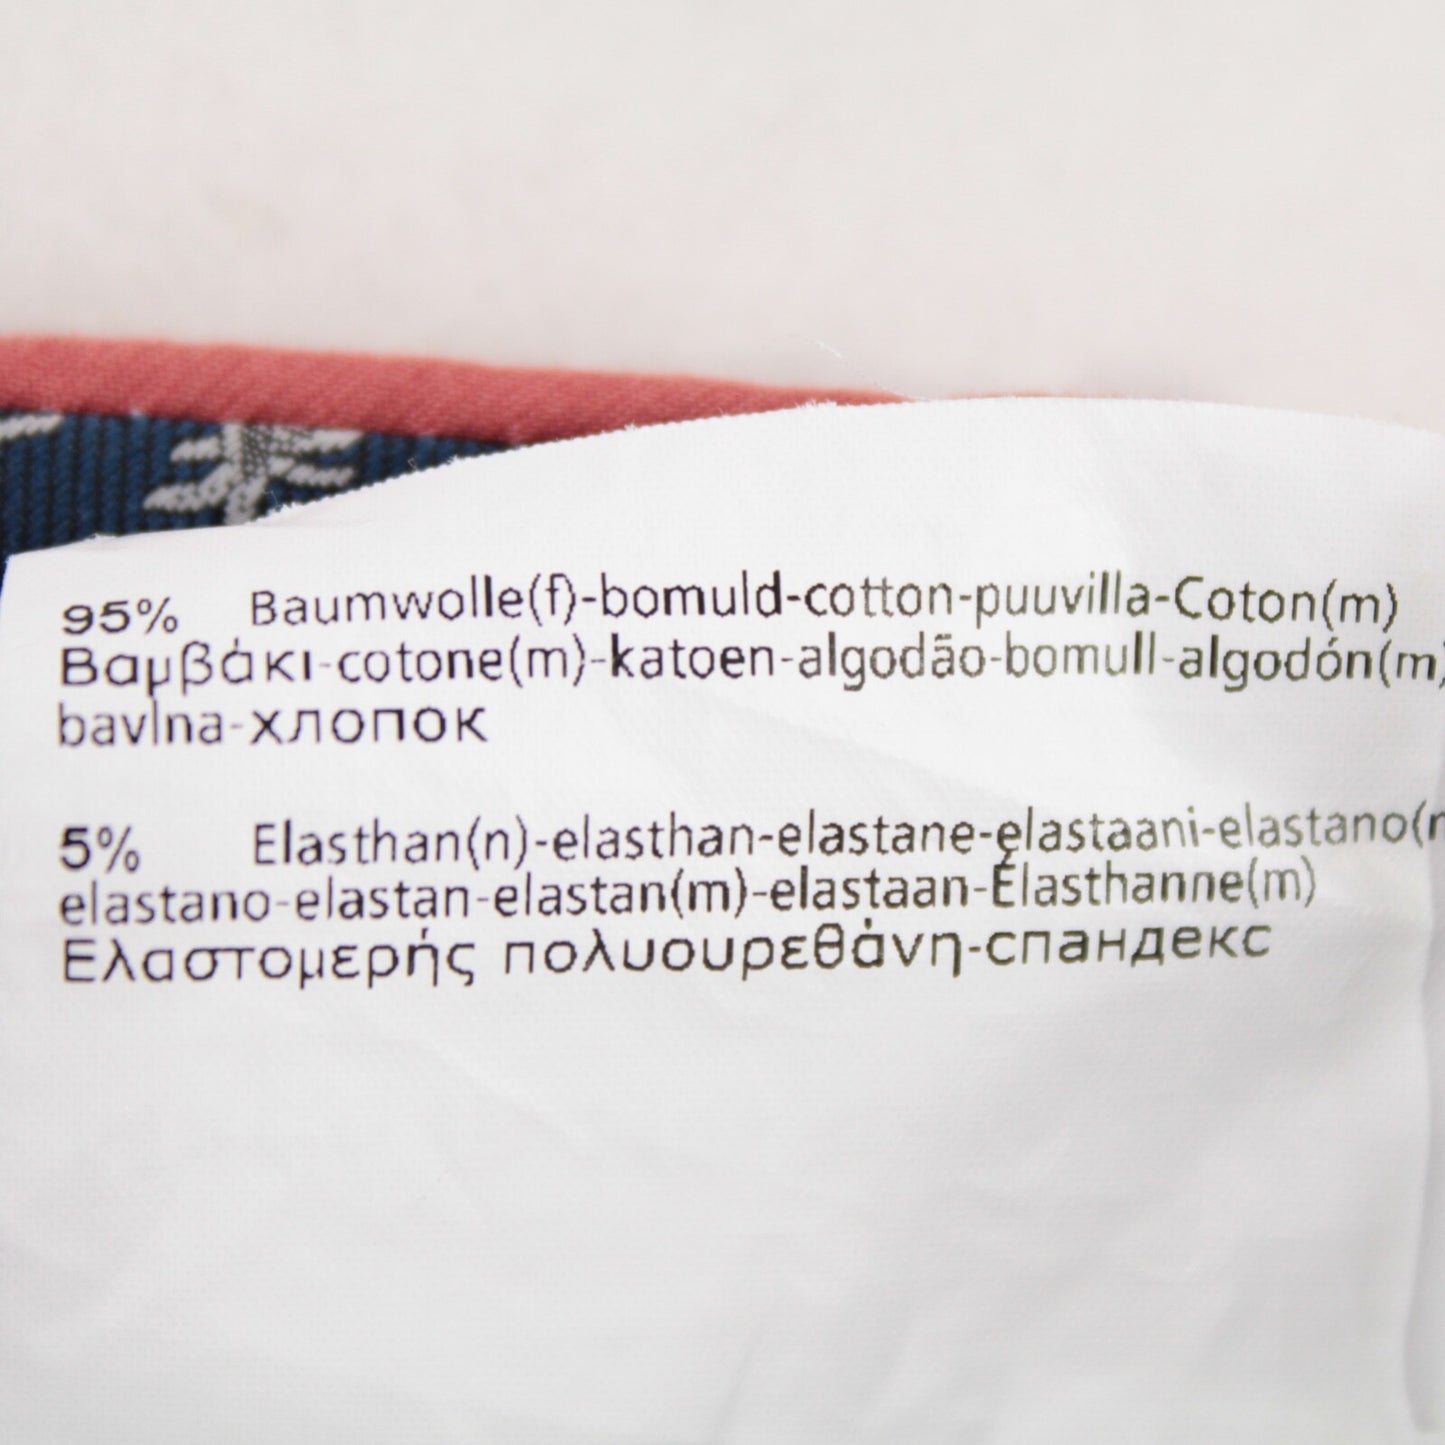 95% Baumwolle(f)-bomuld-cotton-puuvilla-Coton(m)
Βαμβάκι-cotone(m)-katoen-algodão-bomull-algodón(m)
bavlna-хлопок
5% Elasthan(n)-elasthan-elastane-elastaani-elastano(
elastano-elastan-elastan(m)-elastaan-Élasthanne(m)
Ελαστομερής πολυουρεθάνη-спандекс